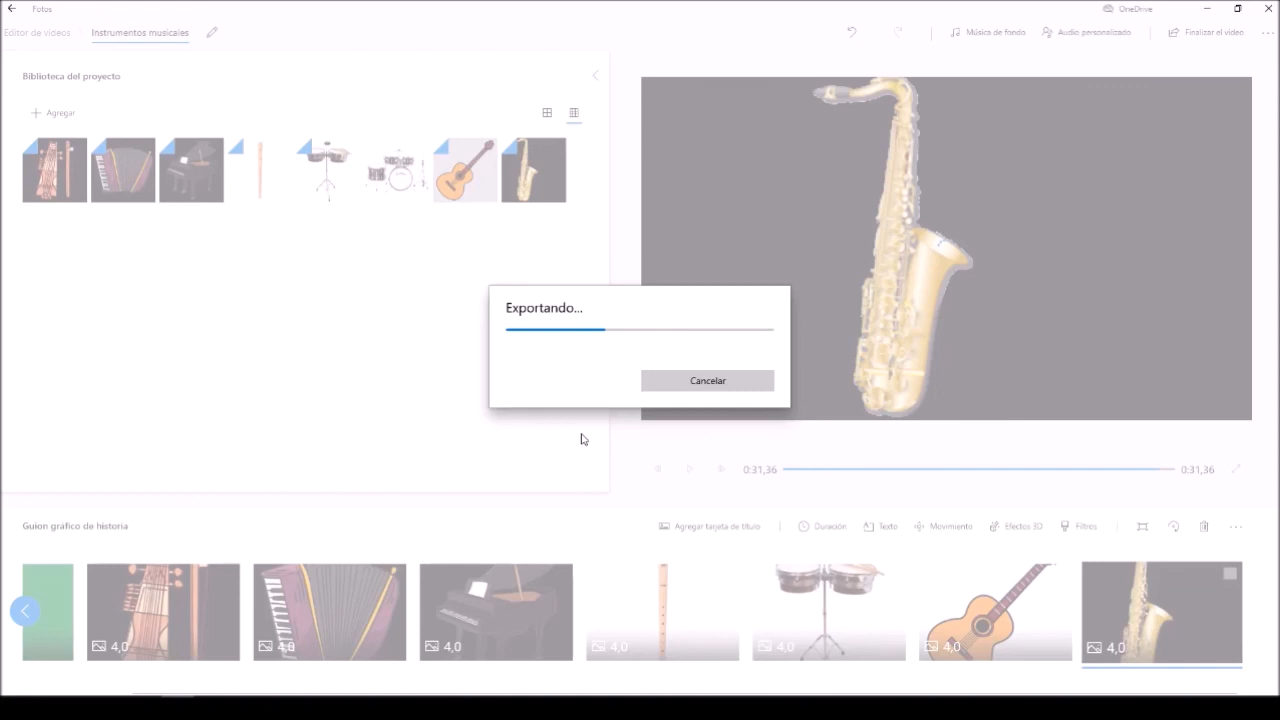 Fotos
OneDrive
Editor de videos
Instrumentos musicales
Música de fondo
Audio personalizado
Finalizar el video
Biblioteca del proyecto
Agregar
Exportando...
Cancelar
0:31,36
0:31,36
Guion gráfico de historia
Agregar tarjeta de título
Duración
Texto
Movimiento
Efectos 3D
Filtros
4,0
4,0
4,0
4,0
4,0
4,0
4,0